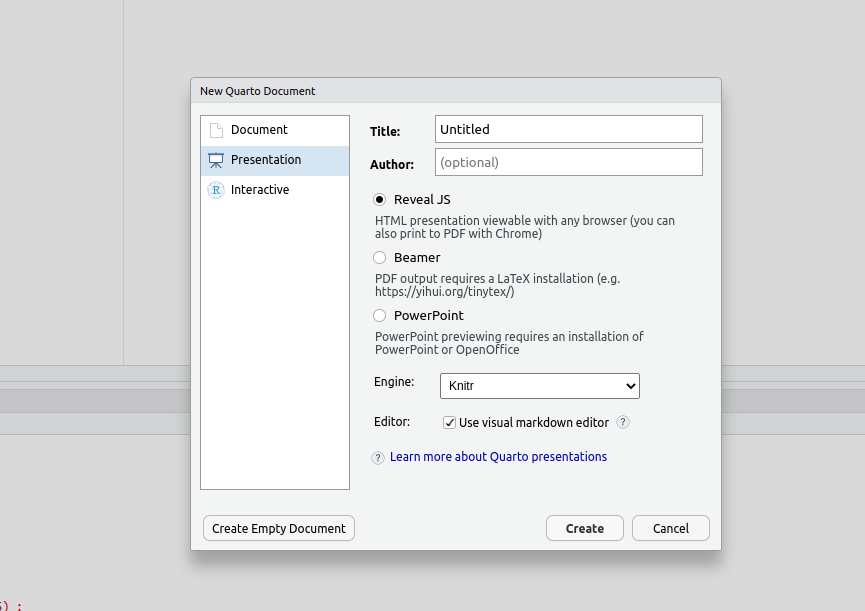 New Quarto Document
Document
Presentation
R Interactive
Title:
Untitled
Author:
(optional)
Reveal JS
HTML presentation viewable with any browser (you can
also print to PDF with Chrome)
Beamer
PDF output requires a LaTeX installation (e.g.
https://yihui.org/tinytex/)
PowerPoint
PowerPoint previewing requires an installation of
PowerPoint or OpenOffice
Engine:
Knitr
Editor:
Use visual markdown editor ?
? Learn more about Quarto presentations
Create Empty Document
Create
Cancel
) :